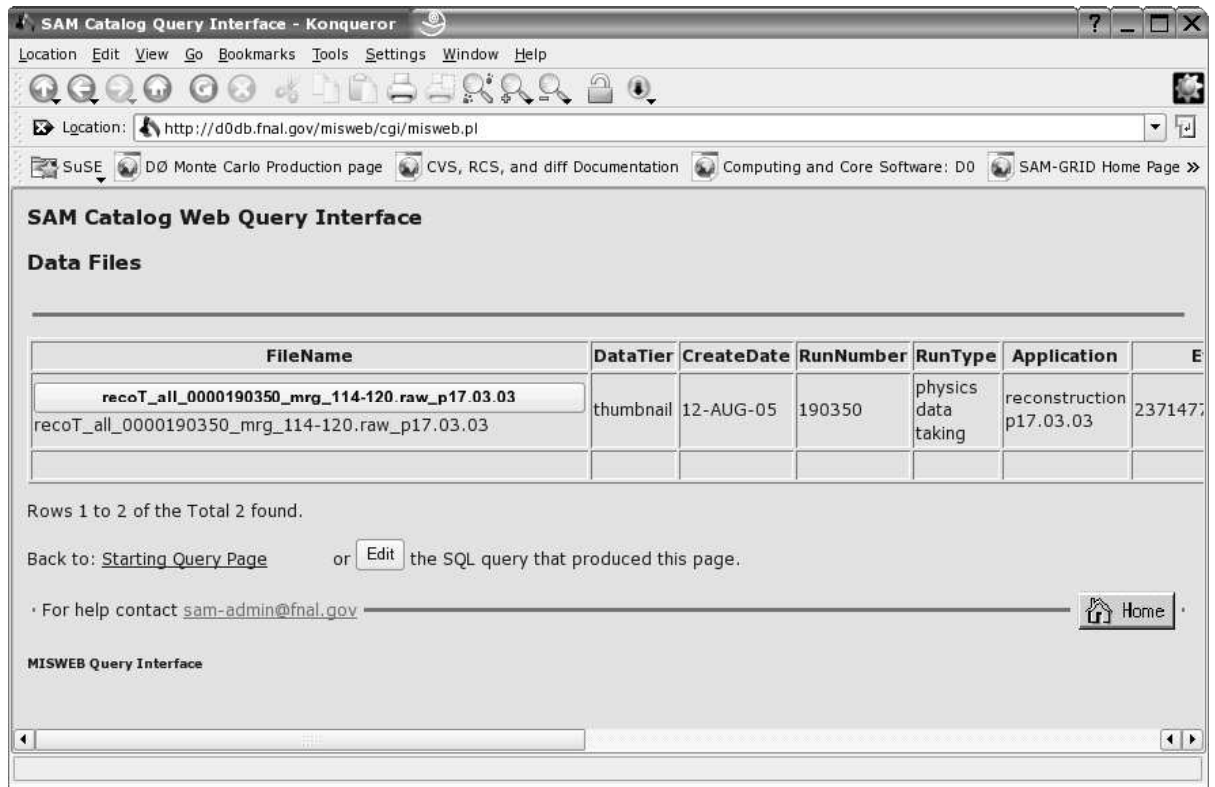 SAM Catalog Query Interface - Konqueror
Location Edit View Go Bookmarks Tools Settings Window Help
Location: http://d0db.fnal.gov/misweb/cgi/misweb.pl
SuSE DØ Monte Carlo Production page CVS, RCS, and diff Documentation Computing and Core Software: D0 SAM-GRID Home Page »
SAM Catalog Web Query Interface
Data Files
FileName DataTier CreateDate RunNumber RunType Application E
recoT_all_0000190350_mrg_114-120.raw_p17.03.03
recoT_all_0000190350_mrg_114-120.raw_p17.03.03
thumbnail 12-AUG-05 190350
physics
data
taking
reconstruction
p17.03.03
2371477
Rows 1 to 2 of the Total 2 found.
Back to: Starting Query Page or Edit the SQL query that produced this page.
· For help contact sam-admin@fnal.gov Home ·
MISWEB Query Interface